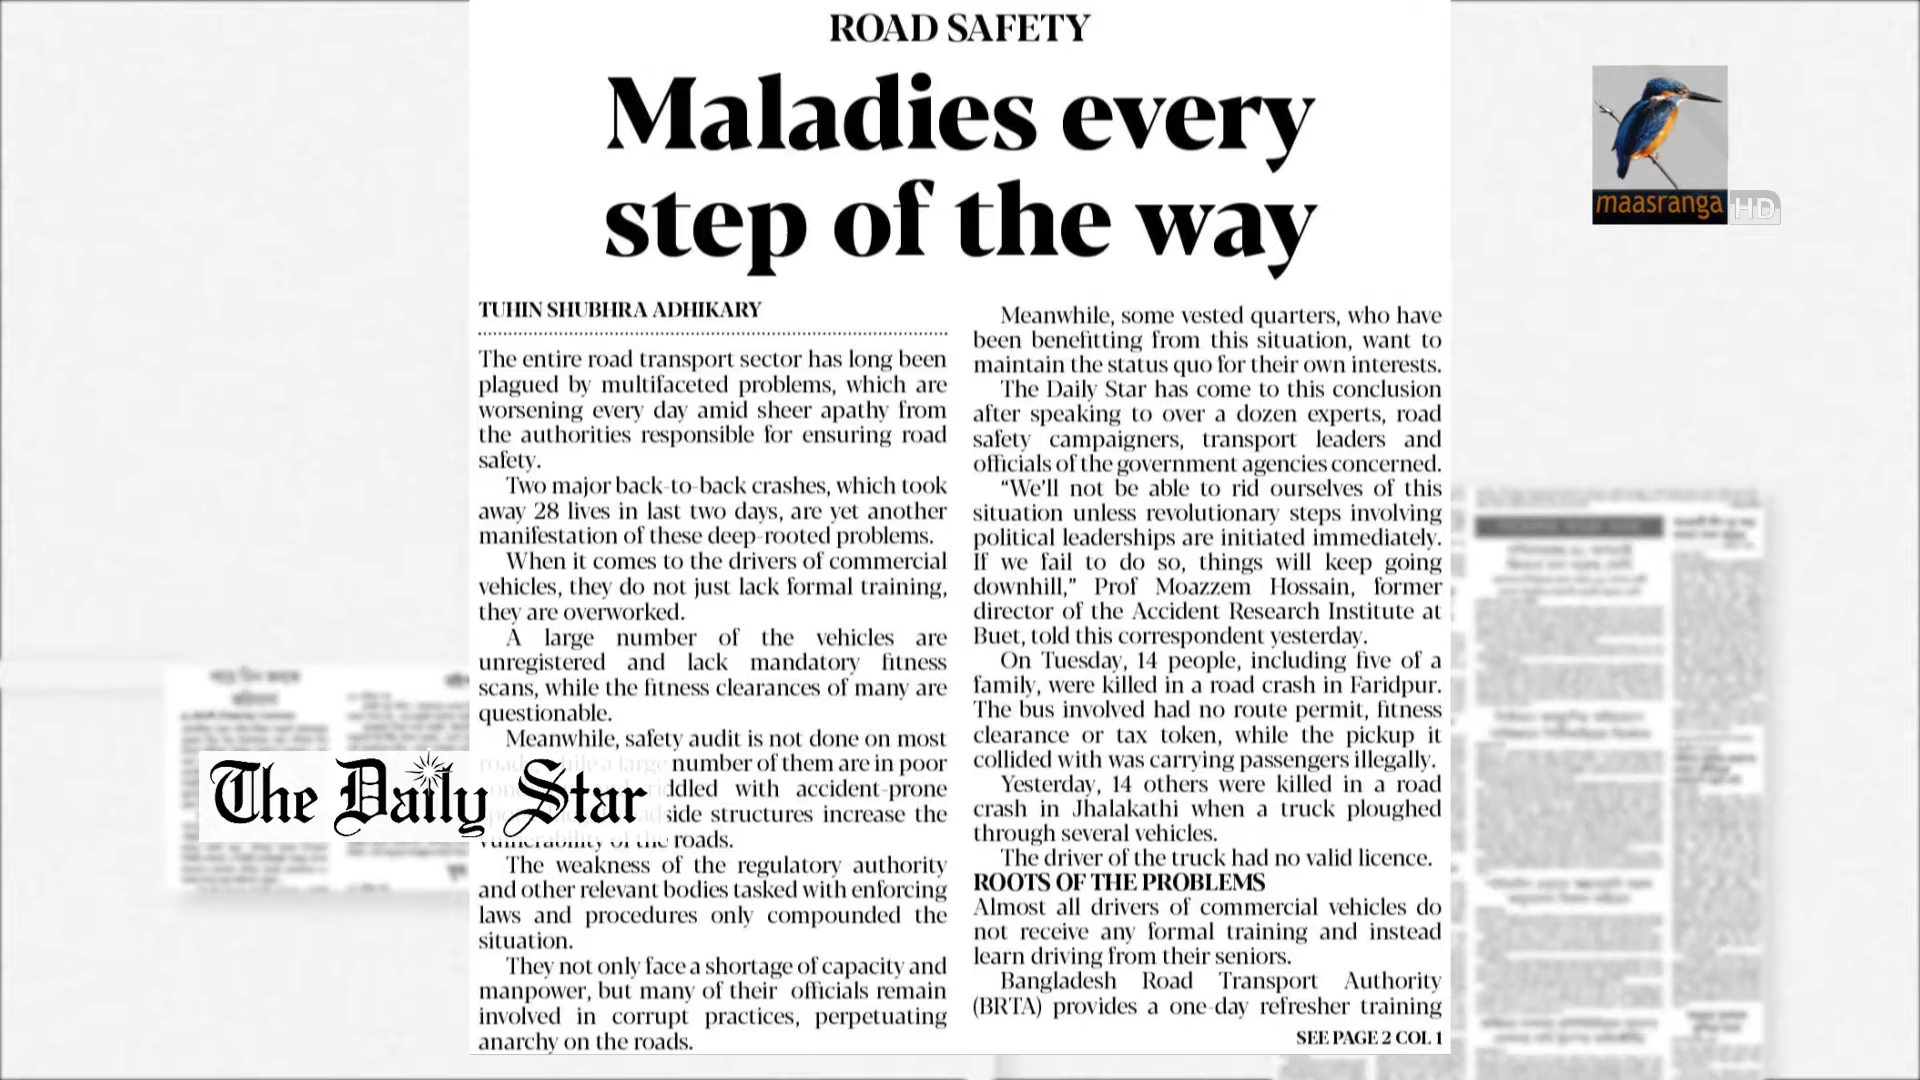 ROAD SAFETY
Maladies every
step of the way
TUHIN SHUBHRA ADHIKARY
The entire road transport sector has long been
plagued by multifaceted problems, which are
worsening every day amid sheer apathy from
the authorities responsible for ensuring road
safety.
Two major back-to-back crashes, which took
away 28 lives in last two days, are yet another
manifestation of these deep-rooted problems.
When it comes to the drivers of commercial
vehicles, they do not just lack formal training,
they are overworked.
A large number of the vehicles are
unregistered and lack mandatory fitness
scans, while the fitness clearances of many are
questionable.
Meanwhile, safety audit is not done on most
a large number of them are in poor
with accident-prone
structures increase the
vulnerability of the roads.
The weakness of the regulatory authority
and other relevant bodies tasked with enforcing
laws and procedures only compounded the
situation.
They not only face a shortage of capacity and
manpower, but many of their officials remain
involved in corrupt practices, perpetuating
anarchy on the roads.
Meanwhile, some vested quarters, who have
been benefitting from this situation, want to
maintain the status quo for their own interests.
The Daily Star has come to this conclusion
after speaking to over a dozen experts, road
safety campaigners, transport leaders and
officials of the government agencies concerned.
“We’ll not be able to rid ourselves of this
situation unless revolutionary steps involving
political leaderships are initiated immediately.
If we fail to do so, things will keep going
downhill,” Prof Moazzem Hossain, former
director of the Accident Research Institute at
Buet, told this correspondent yesterday.
On Tuesday, 14 people, including five of a
family, were killed in a road crash in Faridpur.
The bus involved had no route permit, fitness
clearance or tax token, while the pickup it
collided with was carrying passengers illegally.
Yesterday, 14 others were killed in a road
crash in Jhalakathi when a truck ploughed
through several vehicles.
The driver of the truck had no valid licence.
ROOTS OF THE PROBLEMS
Almost all drivers of commercial vehicles do
not receive any formal training and instead
learn driving from their seniors.
Bangladesh Road Transport Authority
(BRTA) provides a one-day refresher training
SEE PAGE 2 COL 1
The Daily Star
maasranga HD